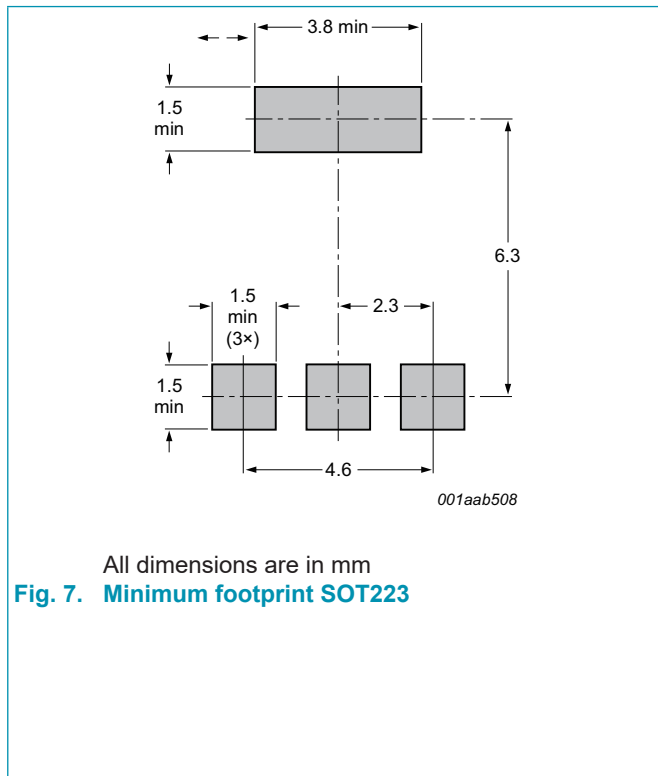 3.8 min
1.5
min
6.3
1.5
min
(3×)
2.3
1.5
min
4.6
001aab508
All dimensions are in mm
Fig. 7. Minimum footprint SOT223